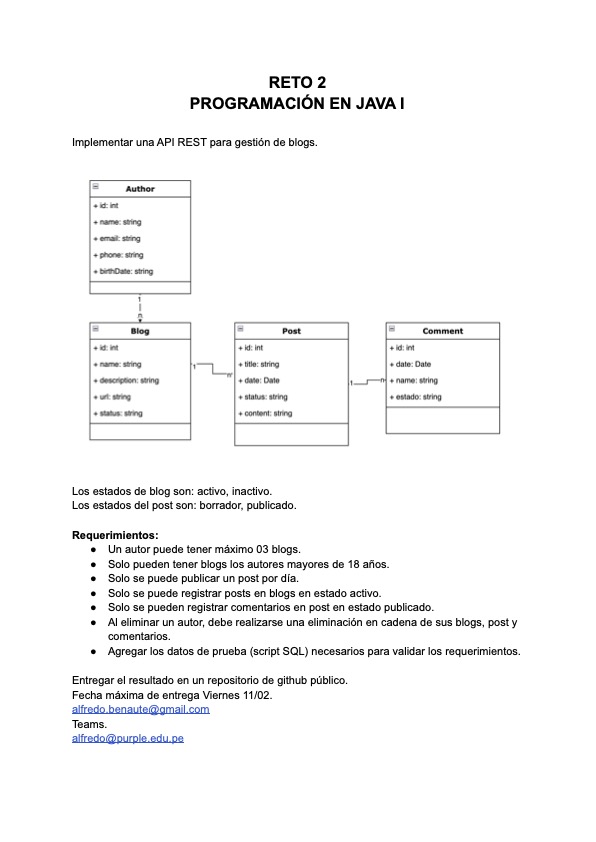 RETO 2
PROGRAMACIÓN EN JAVA I
Implementar una API REST para gestión de blogs.
Author
+ id: int
+ name: string
+ email: string
+ phone: string
+ birthDate: string
1
n
Blog
+ id: int
+ name: string
+ description: string
+ url: string
+ status: string
1
n
Post
+ id: int
+ title: string
+ date: Date
+ status: string
+ content: string
1
n
Comment
+ id: int
+ date: Date
+ name: string
+ estado: string
Los estados de blog son: activo, inactivo.
Los estados del post son: borrador, publicado.
Requerimientos:
● Un autor puede tener máximo 03 blogs.
● Solo pueden tener blogs los autores mayores de 18 años.
● Solo se puede publicar un post por día.
● Solo se puede registrar posts en blogs en estado activo.
● Solo se pueden registrar comentarios en post en estado publicado.
● Al eliminar un autor, debe realizarse una eliminación en cadena de sus blogs, post y
comentarios.
● Agregar los datos de prueba (script SQL) necesarios para validar los requerimientos.
Entregar el resultado en un repositorio de github público.
Fecha máxima de entrega Viernes 11/02.
alfredo.benaute@gmail.com
Teams.
alfredo@purple.edu.pe